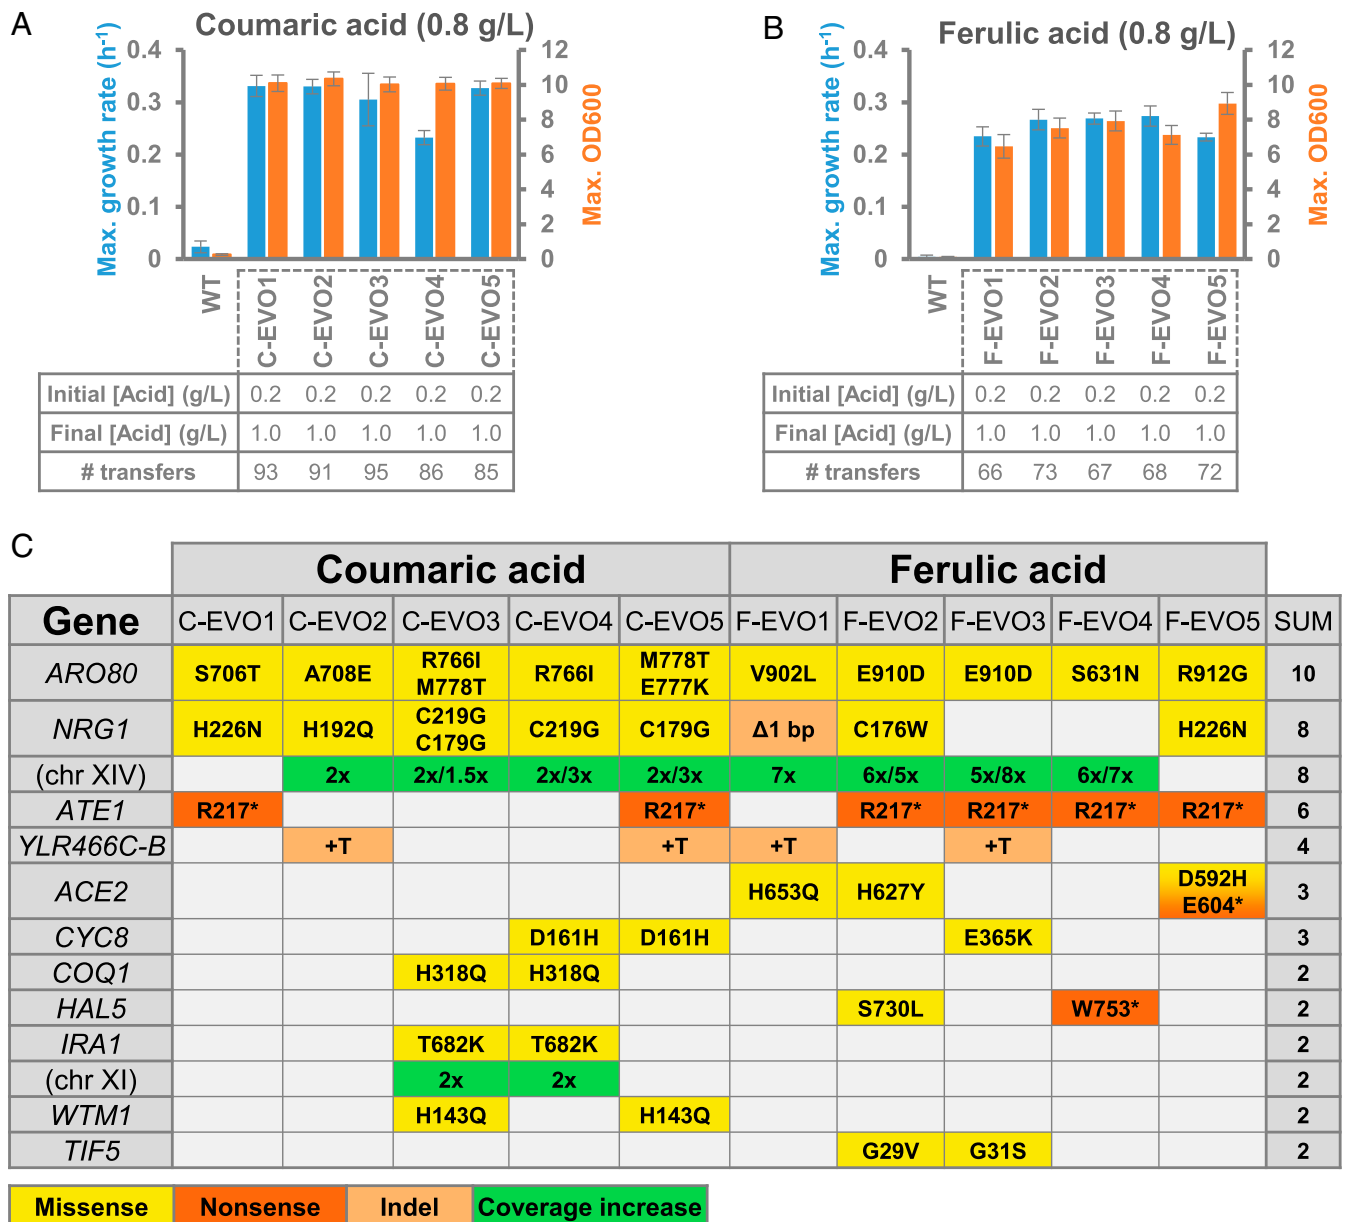 A
Coumaric acid (0.8 g/L)
Max. growth rate (h-1)
0.4
0.3
0.2
0.1
0
12
10
8
6
4
2
0
Max. OD600
WT
C-EVO1
C-EVO2
C-EVO3
C-EVO4
C-EVO5
Initial [Acid] (g/L) 0.2 0.2 0.2 0.2 0.2
Final [Acid] (g/L) 1.0 1.0 1.0 1.0 1.0
# transfers 93 91 95 86 85
B
Ferulic acid (0.8 g/L)
Max. growth rate (h-1)
0.4
0.3
0.2
0.1
0
12
10
8
6
4
2
0
Max. OD600
WT
F-EVO1
F-EVO2
F-EVO3
F-EVO4
F-EVO5
Initial [Acid] (g/L) 0.2 0.2 0.2 0.2 0.2
Final [Acid] (g/L) 1.0 1.0 1.0 1.0 1.0
# transfers 66 73 67 68 72
C
Coumaric acid Ferulic acid
Gene C-EVO1 C-EVO2 C-EVO3 C-EVO4 C-EVO5 F-EVO1 F-EVO2 F-EVO3 F-EVO4 F-EVO5 SUM
ARO80 S706T A708E R766I M778T R766I M778T E777K V902L E910D E910D S631N R912G 10
NRG1 H226N H192Q C219G C179G C219G C179G Δ1 bp C176W H226N 8
(chr XIV) 2x 2x/1.5x 2x/3x 2x/3x 7x 6x/5x 5x/8x 6x/7x 8
ATE1 R217* R217* R217* R217* R217* R217* 6
YLR466C-B +T +T +T +T 4
ACE2 H653Q H627Y D592H E604* 3
CYC8 D161H D161H E365K 3
COQ1 H318Q H318Q 2
HAL5 S730L W753* 2
IRA1 T682K T682K 2
(chr XI) 2x 2x 2
WTM1 H143Q H143Q 2
TIF5 G29V G31S 2
Missense Nonsense Indel Coverage increase